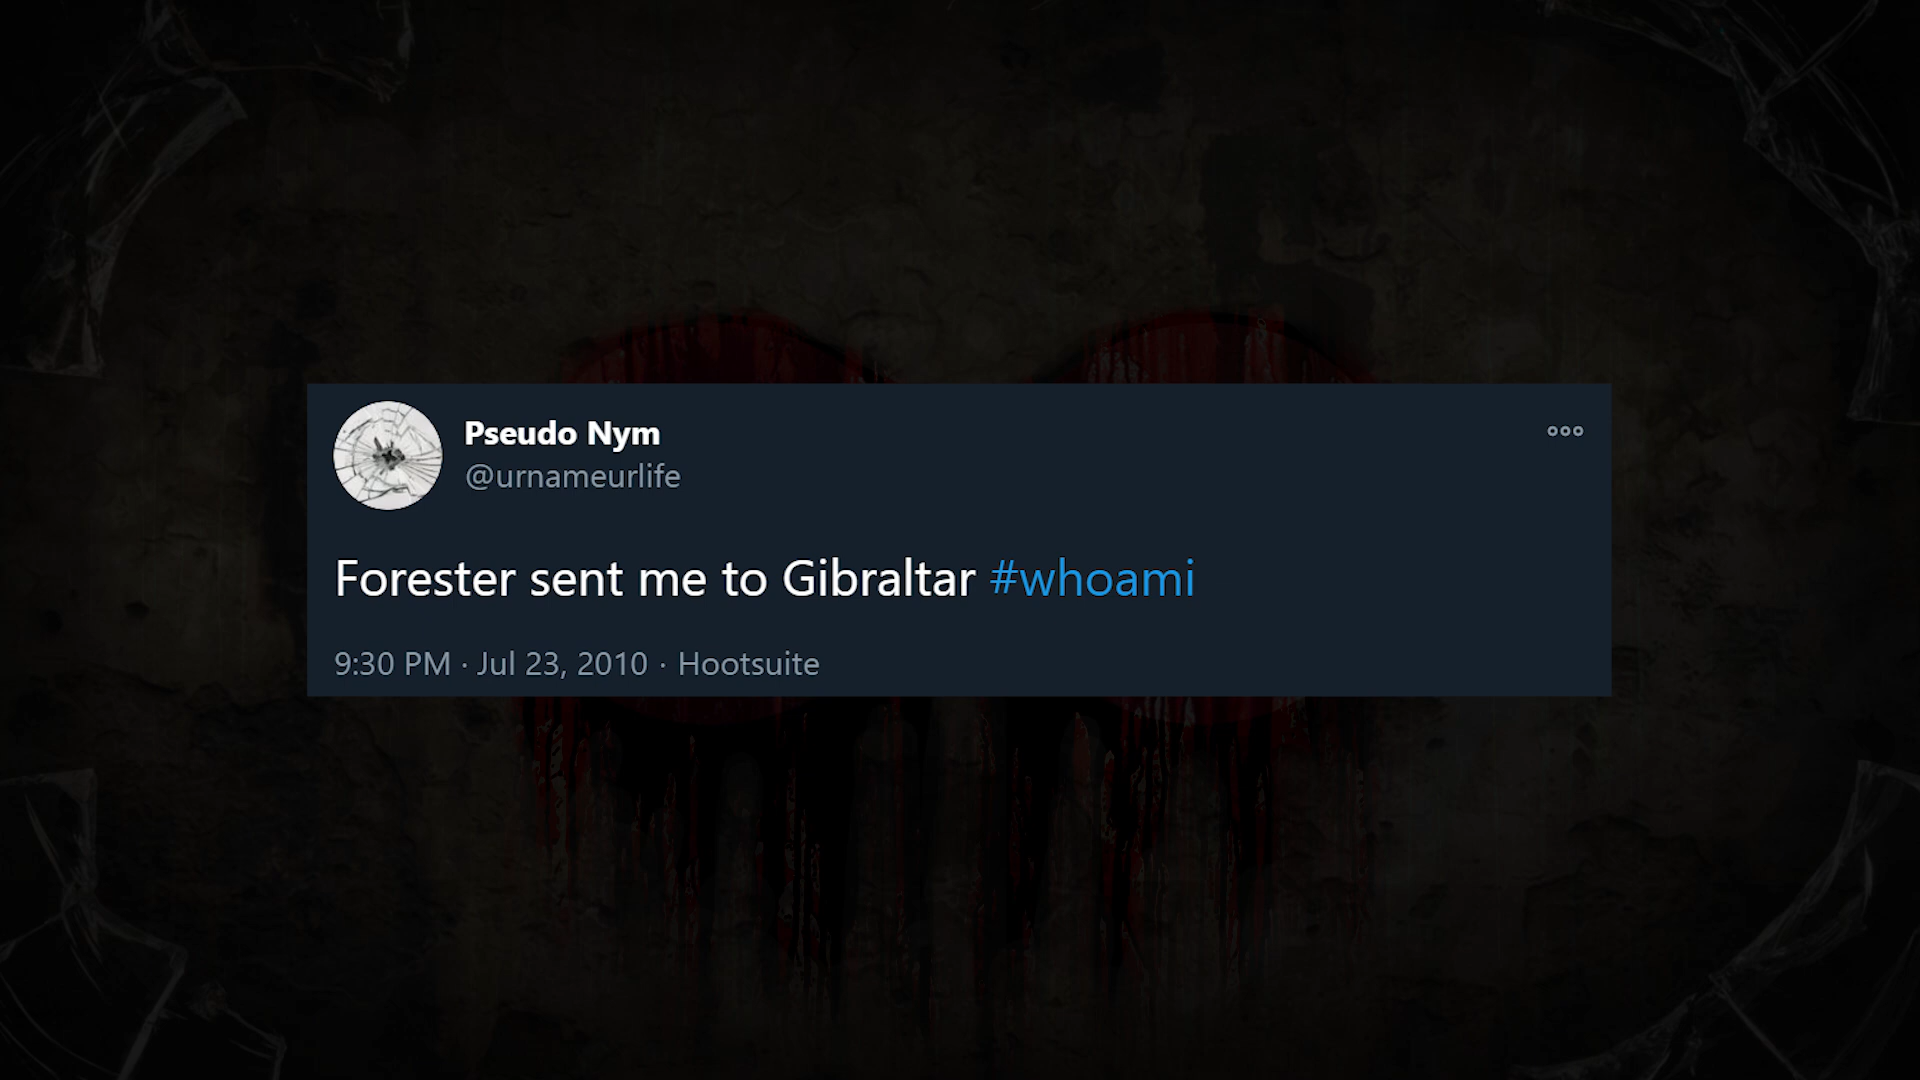 Pseudo Nym
@urnameurlife
Forester sent me to Gibraltar #whoami
9:30 PM · Jul 23, 2010 · Hootsuite